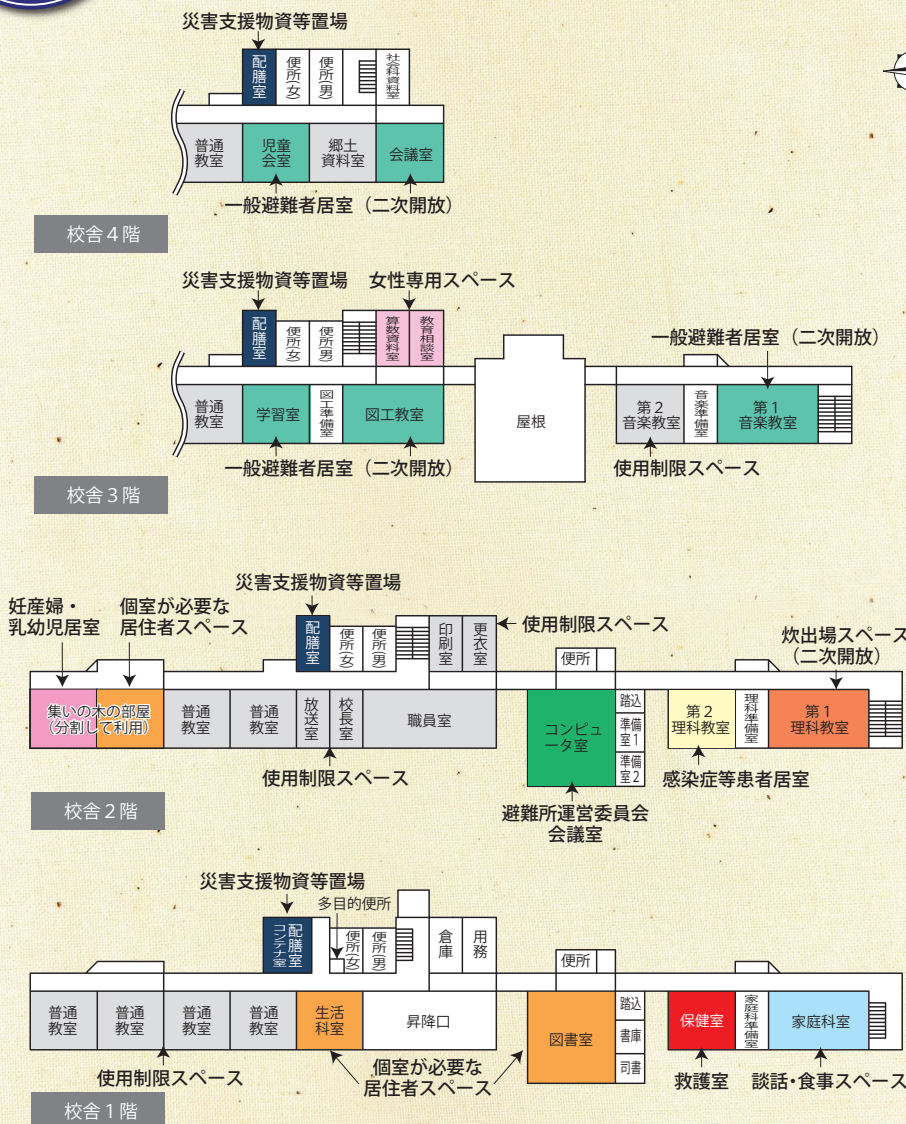 災害支援物資等置場
配膳室
便所(女)
便所(男)
社会科資料室
普通
教室
児童
会室
郷土
資料室
会議室
一般避難者居室（二次開放）
校舎４階
災害支援物資等置場
女性専用スペース
配膳室
便所(女)
便所(男)
算数資料室
教育相談室
一般避難者居室（二次開放）
普通
教室
学習室
図工準備室
図工教室
屋根
第２
音楽教室
音楽準備室
第１
音楽教室
一般避難者居室（二次開放）
使用制限スペース
校舎３階
災害支援物資等置場
妊産婦・
乳幼児居室
個室が必要な
居住者スペース
配膳室
便所(女)
便所(男)
印刷室
更衣室
使用制限スペース
便所
炊出場スペース
（二次開放）
集いの木の部屋
（分割して利用）
普通
教室
普通
教室
放送室
校長室
職員室
コンピュ
ータ室
踏込
準備
室1
準備
室2
第２
理科教室
理科準備室
第１
理科教室
使用制限スペース
感染症等患者居室
避難所運営委員会
会議室
校舎２階
災害支援物資等置場
多目的便所
配膳室
コンテナ室
便所(女)
便所(男)
倉庫
用務
便所
普通
教室
普通
教室
普通
教室
普通
教室
生活
科室
昇降口
図書室
踏込
書庫
司書
保健室
家庭科準備室
家庭科室
使用制限スペース
個室が必要な
居住者スペース
救護室
談話・食事スペース
校舎１階